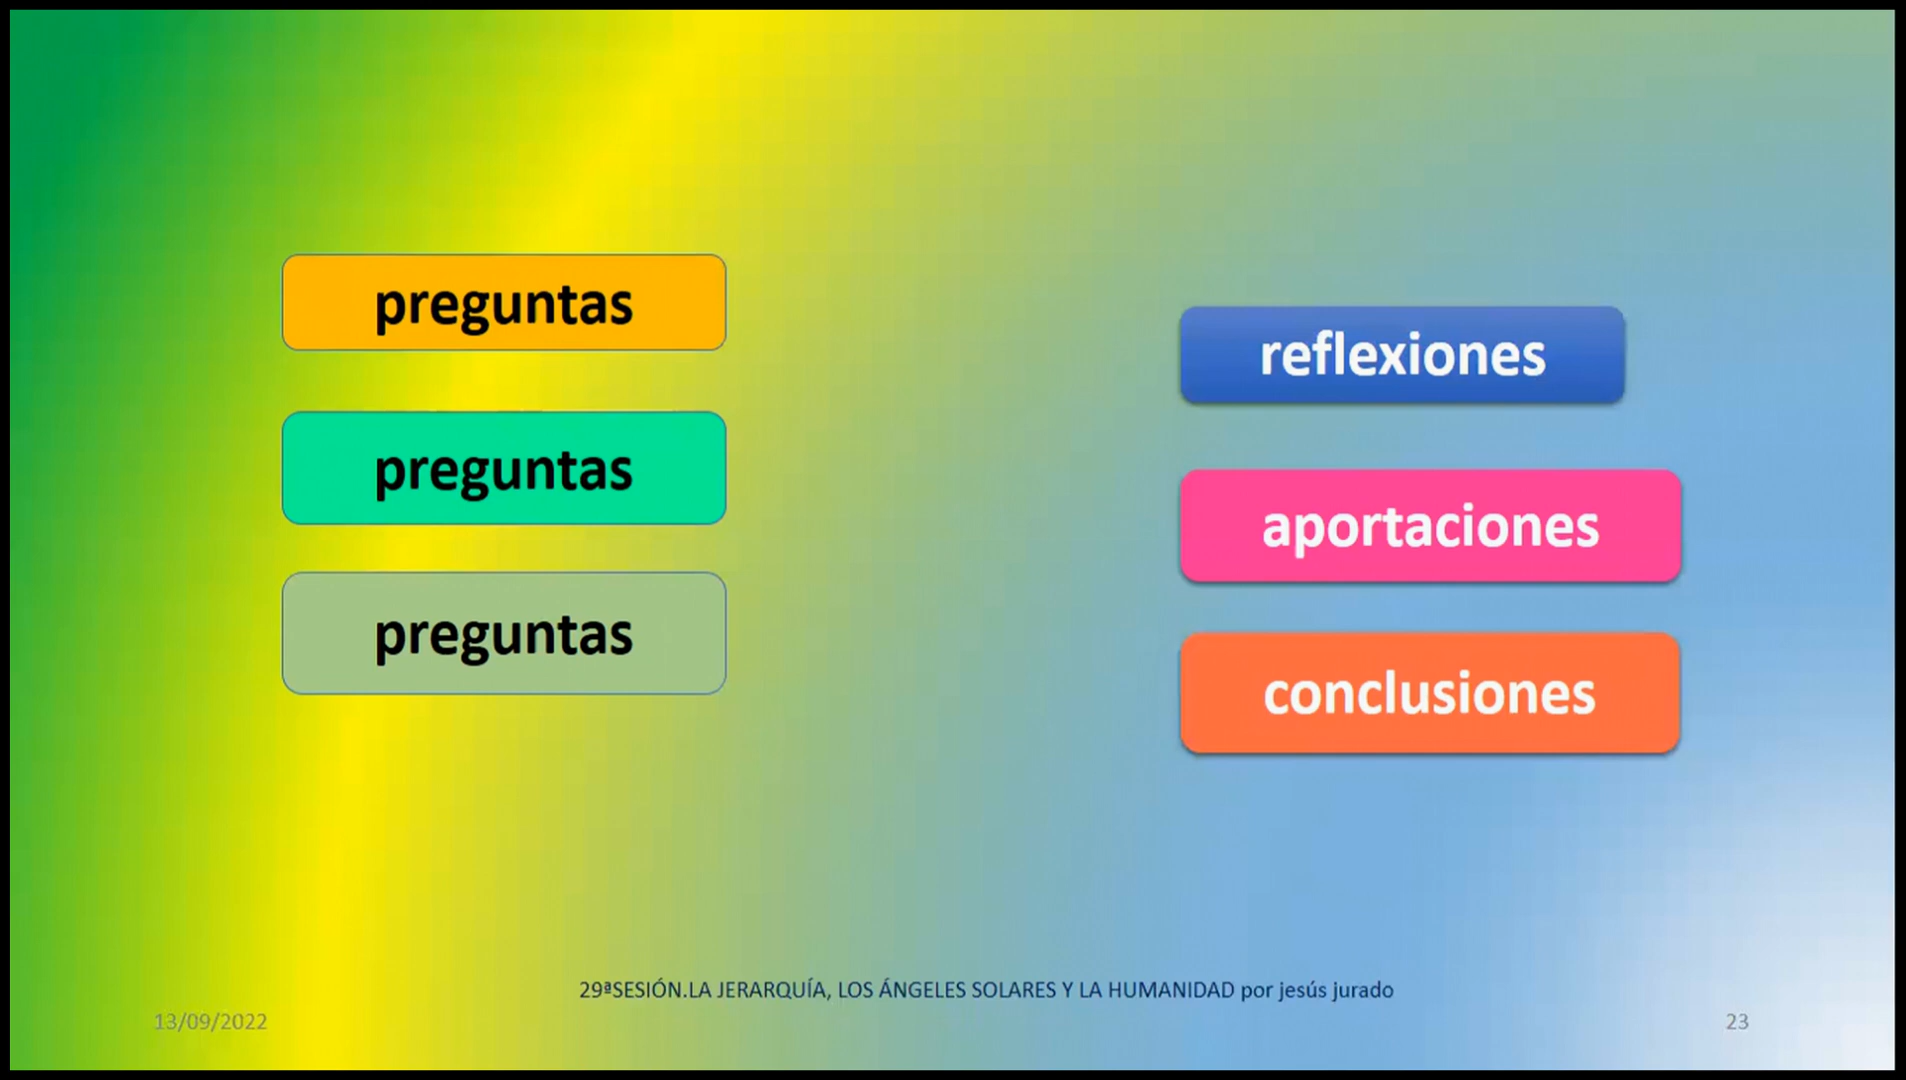 preguntas
preguntas
preguntas
reflexiones
aportaciones
conclusiones
29ªSESIÓN.LA JERARQUÍA, LOS ÁNGELES SOLARES Y LA HUMANIDAD por jesús jurado
13/09/2022
23